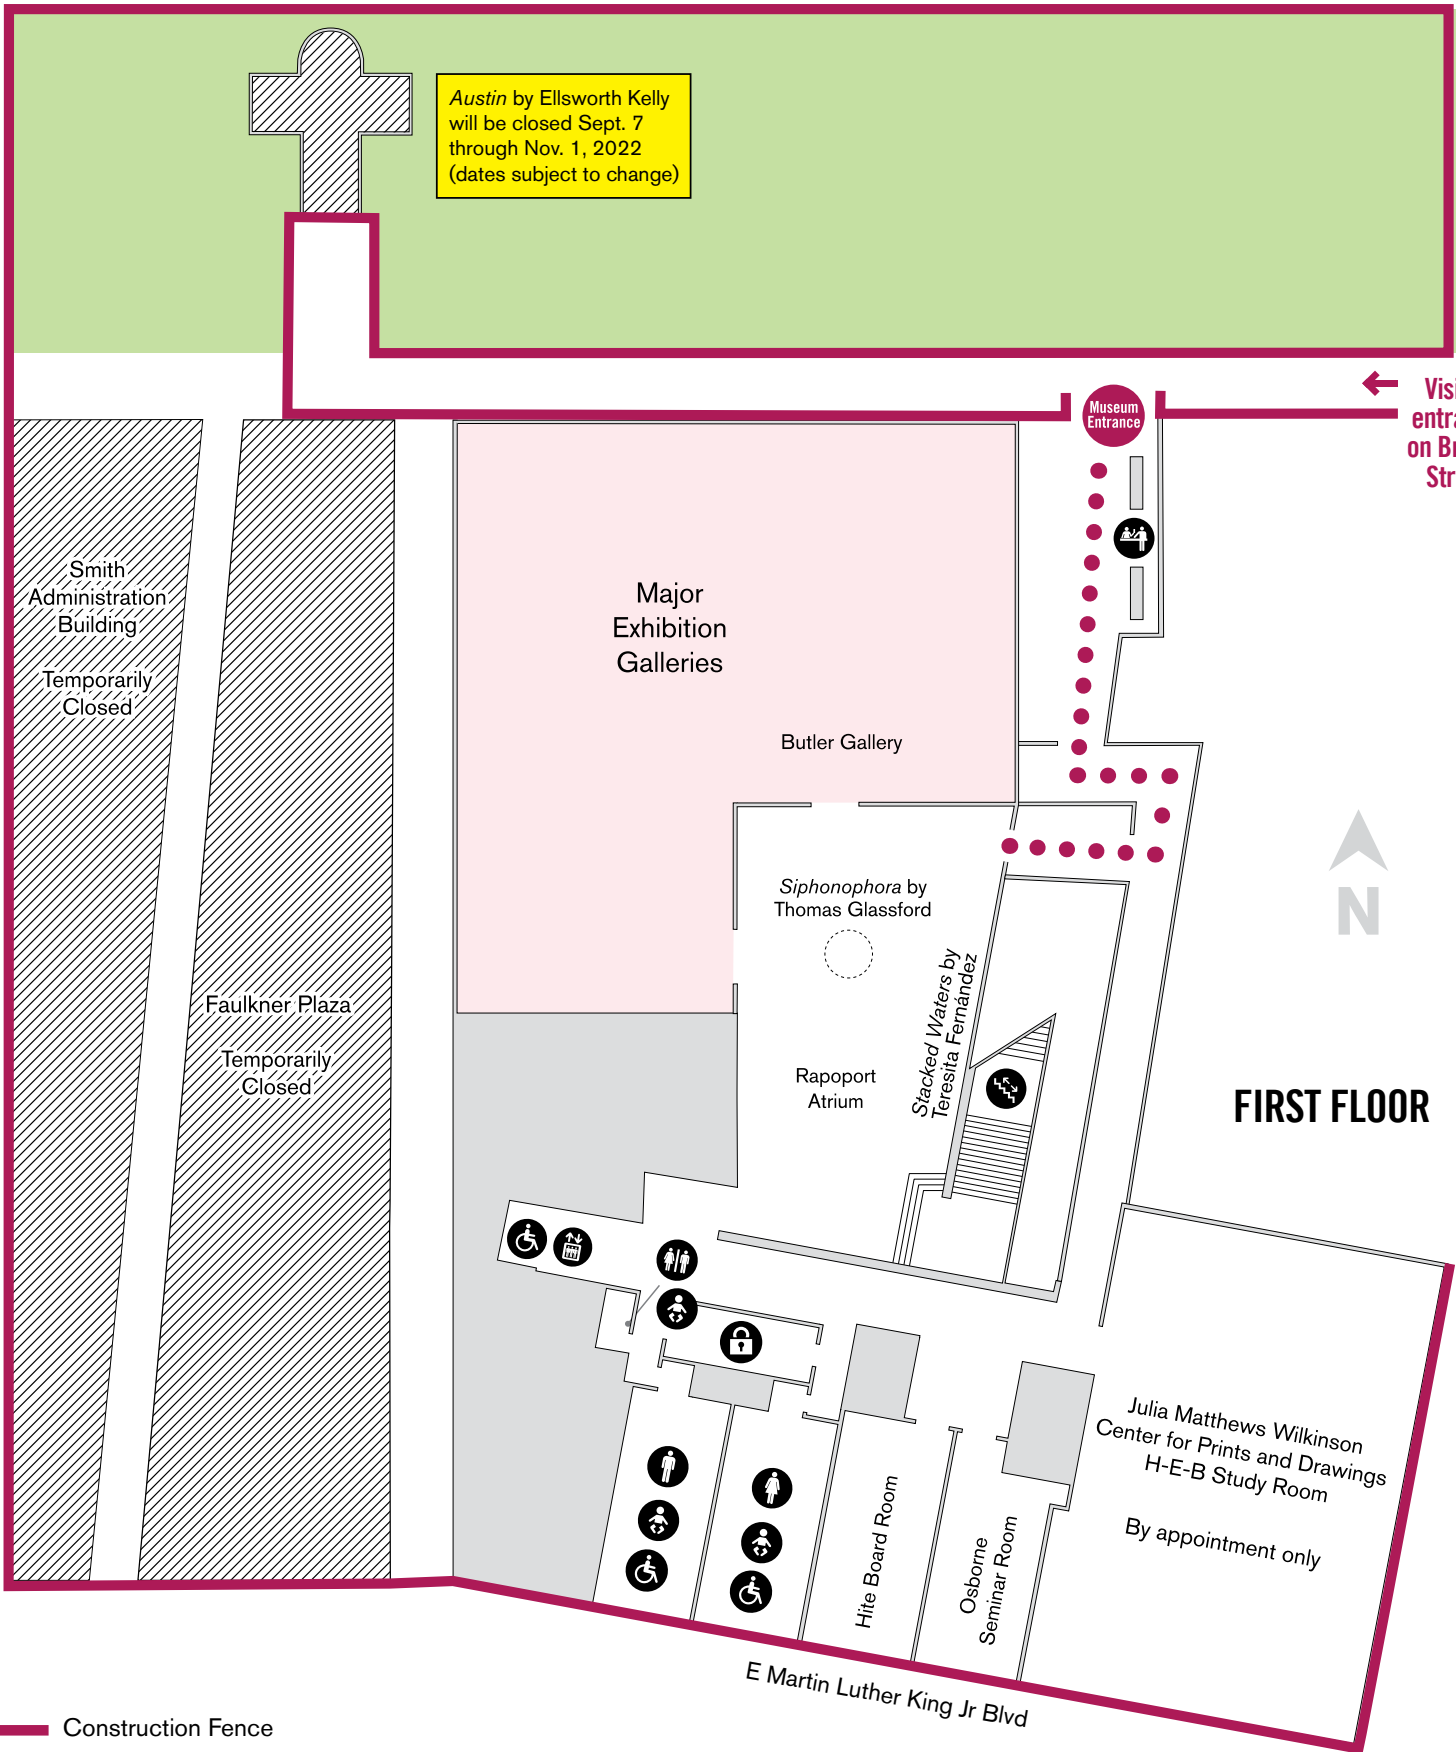 Austin by Ellsworth Kelly
will be closed Sept. 7
through Nov. 1, 2022
(dates subject to change)
Museum
Entrance
on
Smith
Administration
Building
Temporarily
Closed
Major
Exhibition
Galleries
Butler Gallery
Siphonophora by
Thomas Glassford
N
Stacked Waters by
Teresita Fernández
Faulkner Plaza
Temporarily
Closed
Rapoport
Atrium
FIRST FLOOR
Julia Matthews Wilkinson
Center for Prints and Drawings
H-E-B Study Room
By appointment only
Hite Board Room
Osborne
Seminar Room
E Martin Luther King Jr Blvd
Construction Fence